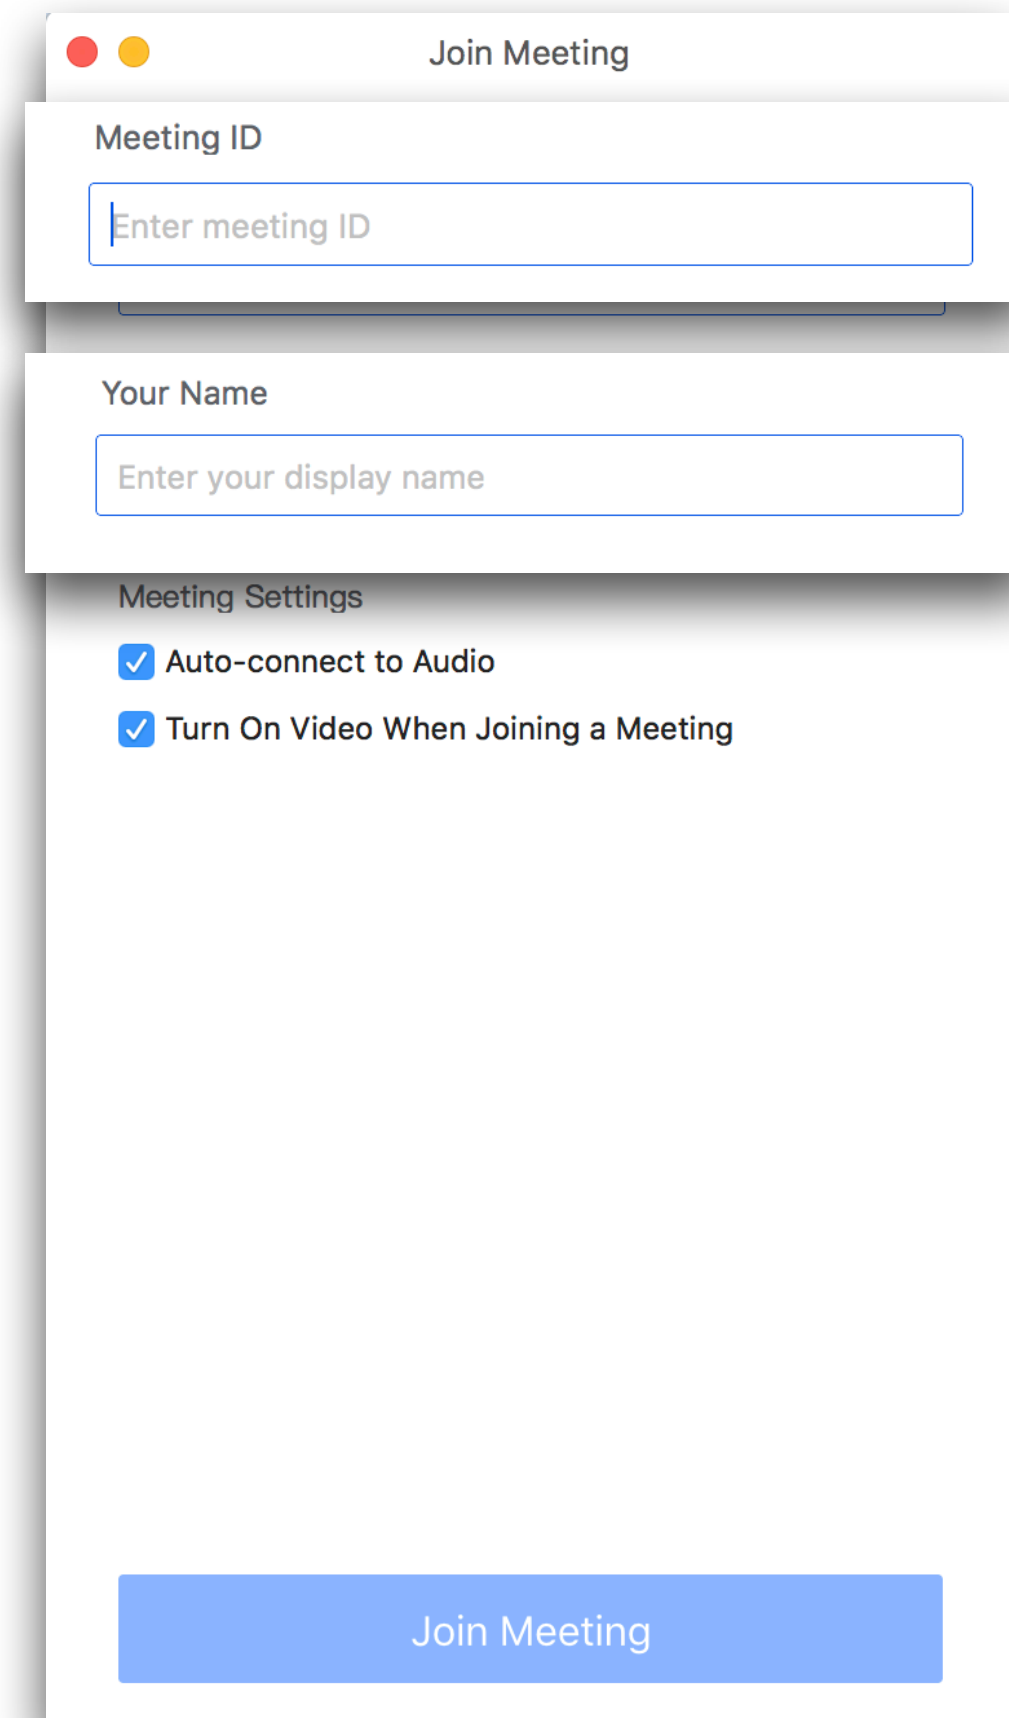 Join Meeting
Meeting ID
Enter meeting ID
Your Name
Enter your display name
Meeting Settings
Auto-connect to Audio
Turn On Video When Joining a Meeting
Join Meeting